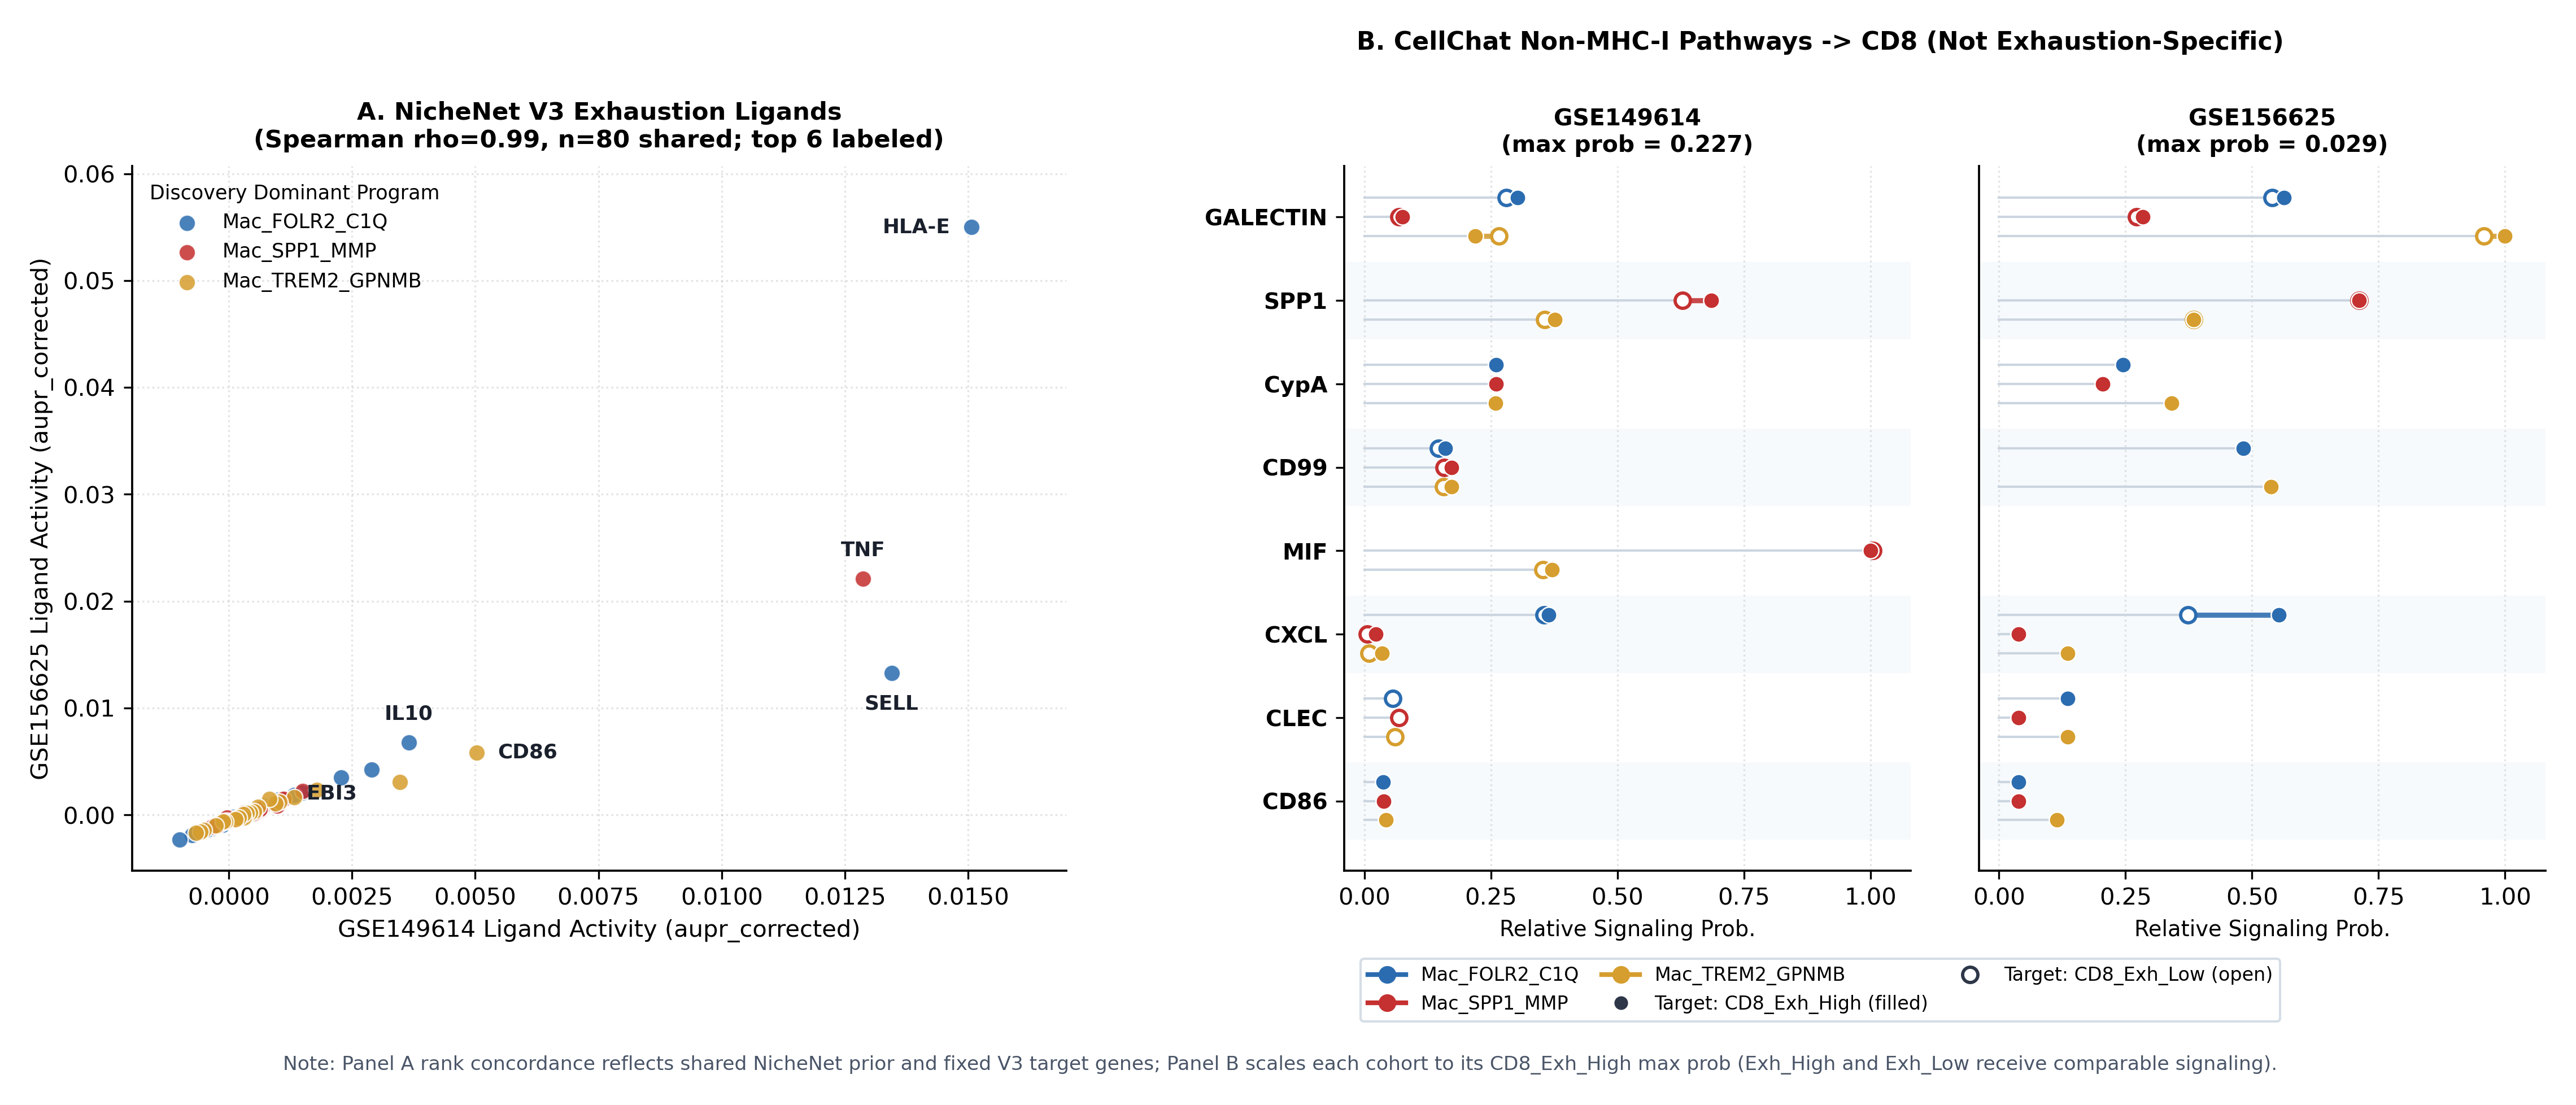 B. CellChat Non-MHC-I Pathways -> CD8 (Not Exhaustion-Specific)
A. NicheNet V3 Exhaustion Ligands
(Spearman rho=0.99, n=80 shared; top 6 labeled)
GSE156625 Ligand Activity (aupr_corrected)
0.06
0.05
0.04
0.03
0.02
0.01
0.00
Discovery Dominant Program
Mac_FOLR2_C1Q
Mac_SPP1_MMP
Mac_TREM2_GPNMB
HLA-E
TNF
SELL
IL10
CD86
EBI3
0.0000
0.0025
0.0050
0.0075
0.0100
0.0125
0.0150
GSE149614 Ligand Activity (aupr_corrected)
GSE149614
(max prob = 0.227)
GALECTIN
SPP1
CypA
CD99
MIF
CXCL
CLEC
CD86
0.00
0.25
0.50
0.75
1.00
Relative Signaling Prob.
GSE156625
(max prob = 0.029)
0.00
0.25
0.50
0.75
1.00
Relative Signaling Prob.
Mac_FOLR2_C1Q
Mac_SPP1_MMP
Mac_TREM2_GPNMB
Target: CD8_Exh_High (filled)
Target: CD8_Exh_Low (open)
Note: Panel A rank concordance reflects shared NicheNet prior and fixed V3 target genes; Panel B scales each cohort to its CD8_Exh_High max prob (Exh_High and Exh_Low receive comparable signaling).